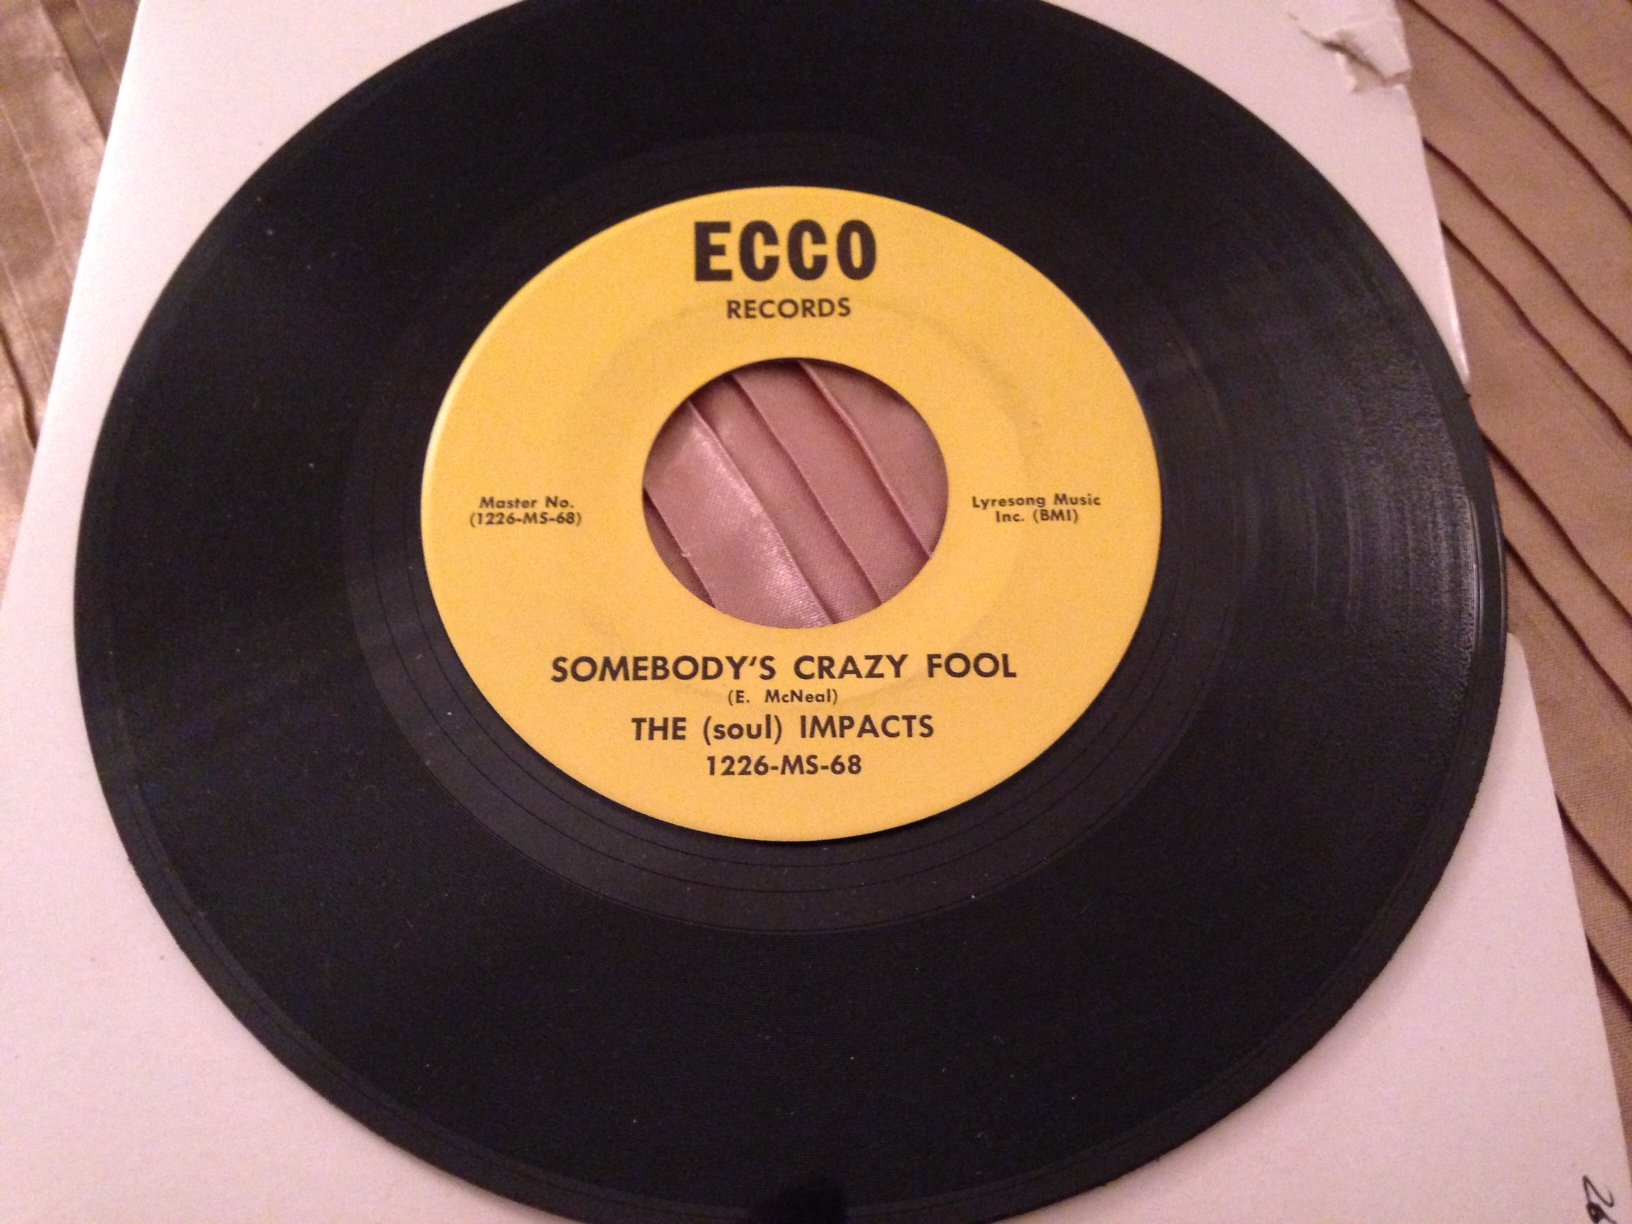 ECCO
RECORDS
Master No.
(1226-MS-68)
Lyresong Music
Inc. (BMI)
SOMEBODY'S CRAZY FOOL
(E. McNeal)
THE (soul) IMPACTS
1226-MS-68